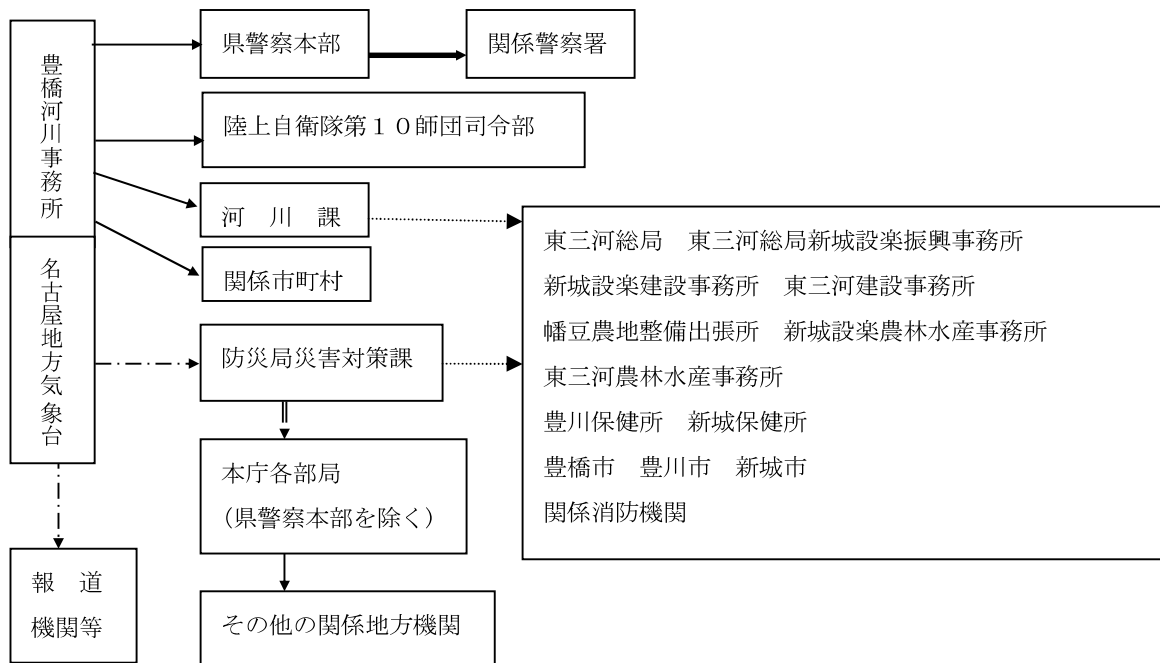 豊橋河川事務所
県警察本部
関係警察署
陸上自衛隊第１０師団司令部
河　川　課
関係市町村
名古屋地方気象台
防災局災害対策課
本庁各部局
（県警察本部を除く）
その他の関係地方機関
報　道
機関等
東三河総局　東三河総局新城設楽振興事務所
新城設楽建設事務所　東三河建設事務所
幡豆農地整備出張所　新城設楽農林水産事務所
東三河農林水産事務所
豊川保健所　新城保健所
豊橋市　豊川市　新城市
関係消防機関